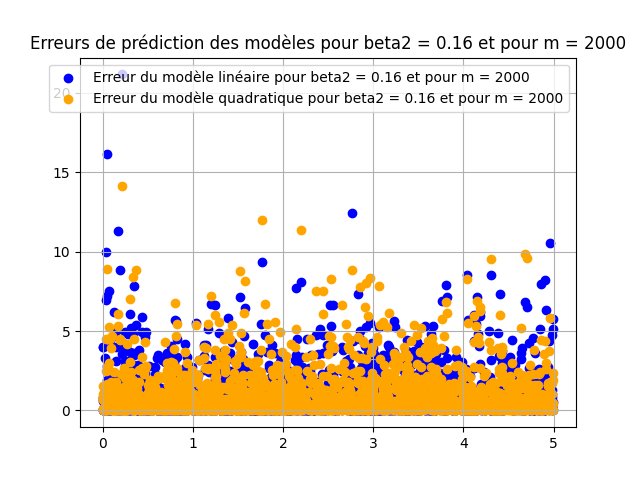 Erreurs de prédiction des modèles pour beta2 = 0.16 et pour m = 2000
Erreur du modèle linéaire pour beta2 = 0.16 et pour m = 2000
Erreur du modèle quadratique pour beta2 = 0.16 et pour m = 2000
20
15
10
5
0
0 1 2 3 4 5